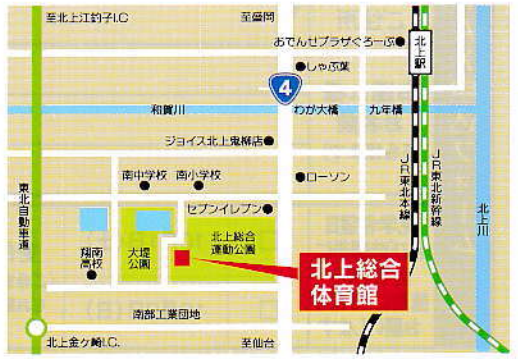 至北上江釣子I.C
至盛岡
おでんせプラザぐろーぶ
北上駅
しゃぶ葉
4
和賀川
わが大橋
九年橋
ジョイス北上鬼柳店
南中学校
南小学校
ローソン
JR東北本線
JR東北新幹線
東北自動車道
北上川
セブンイレブン
翔南高校
大堤公園
北上総合
運動公園
北上総合
体育館
南部工業団地
北上金ヶ崎I.C.
至仙台